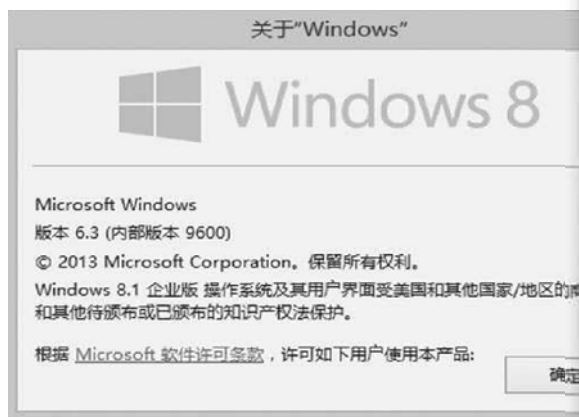 关于"Windows"
Windows 8
Microsoft Windows
版本 6.3 (内部版本 9600)
© 2013 Microsoft Corporation。保留所有权利。
Windows 8.1 企业版 操作系统及其用户界面受美国和其他国家/地区的
和其他待颁布或已颁布的知识产权法保护。
根据 Microsoft 软件许可条款，许可如下用户使用本产品:
确定